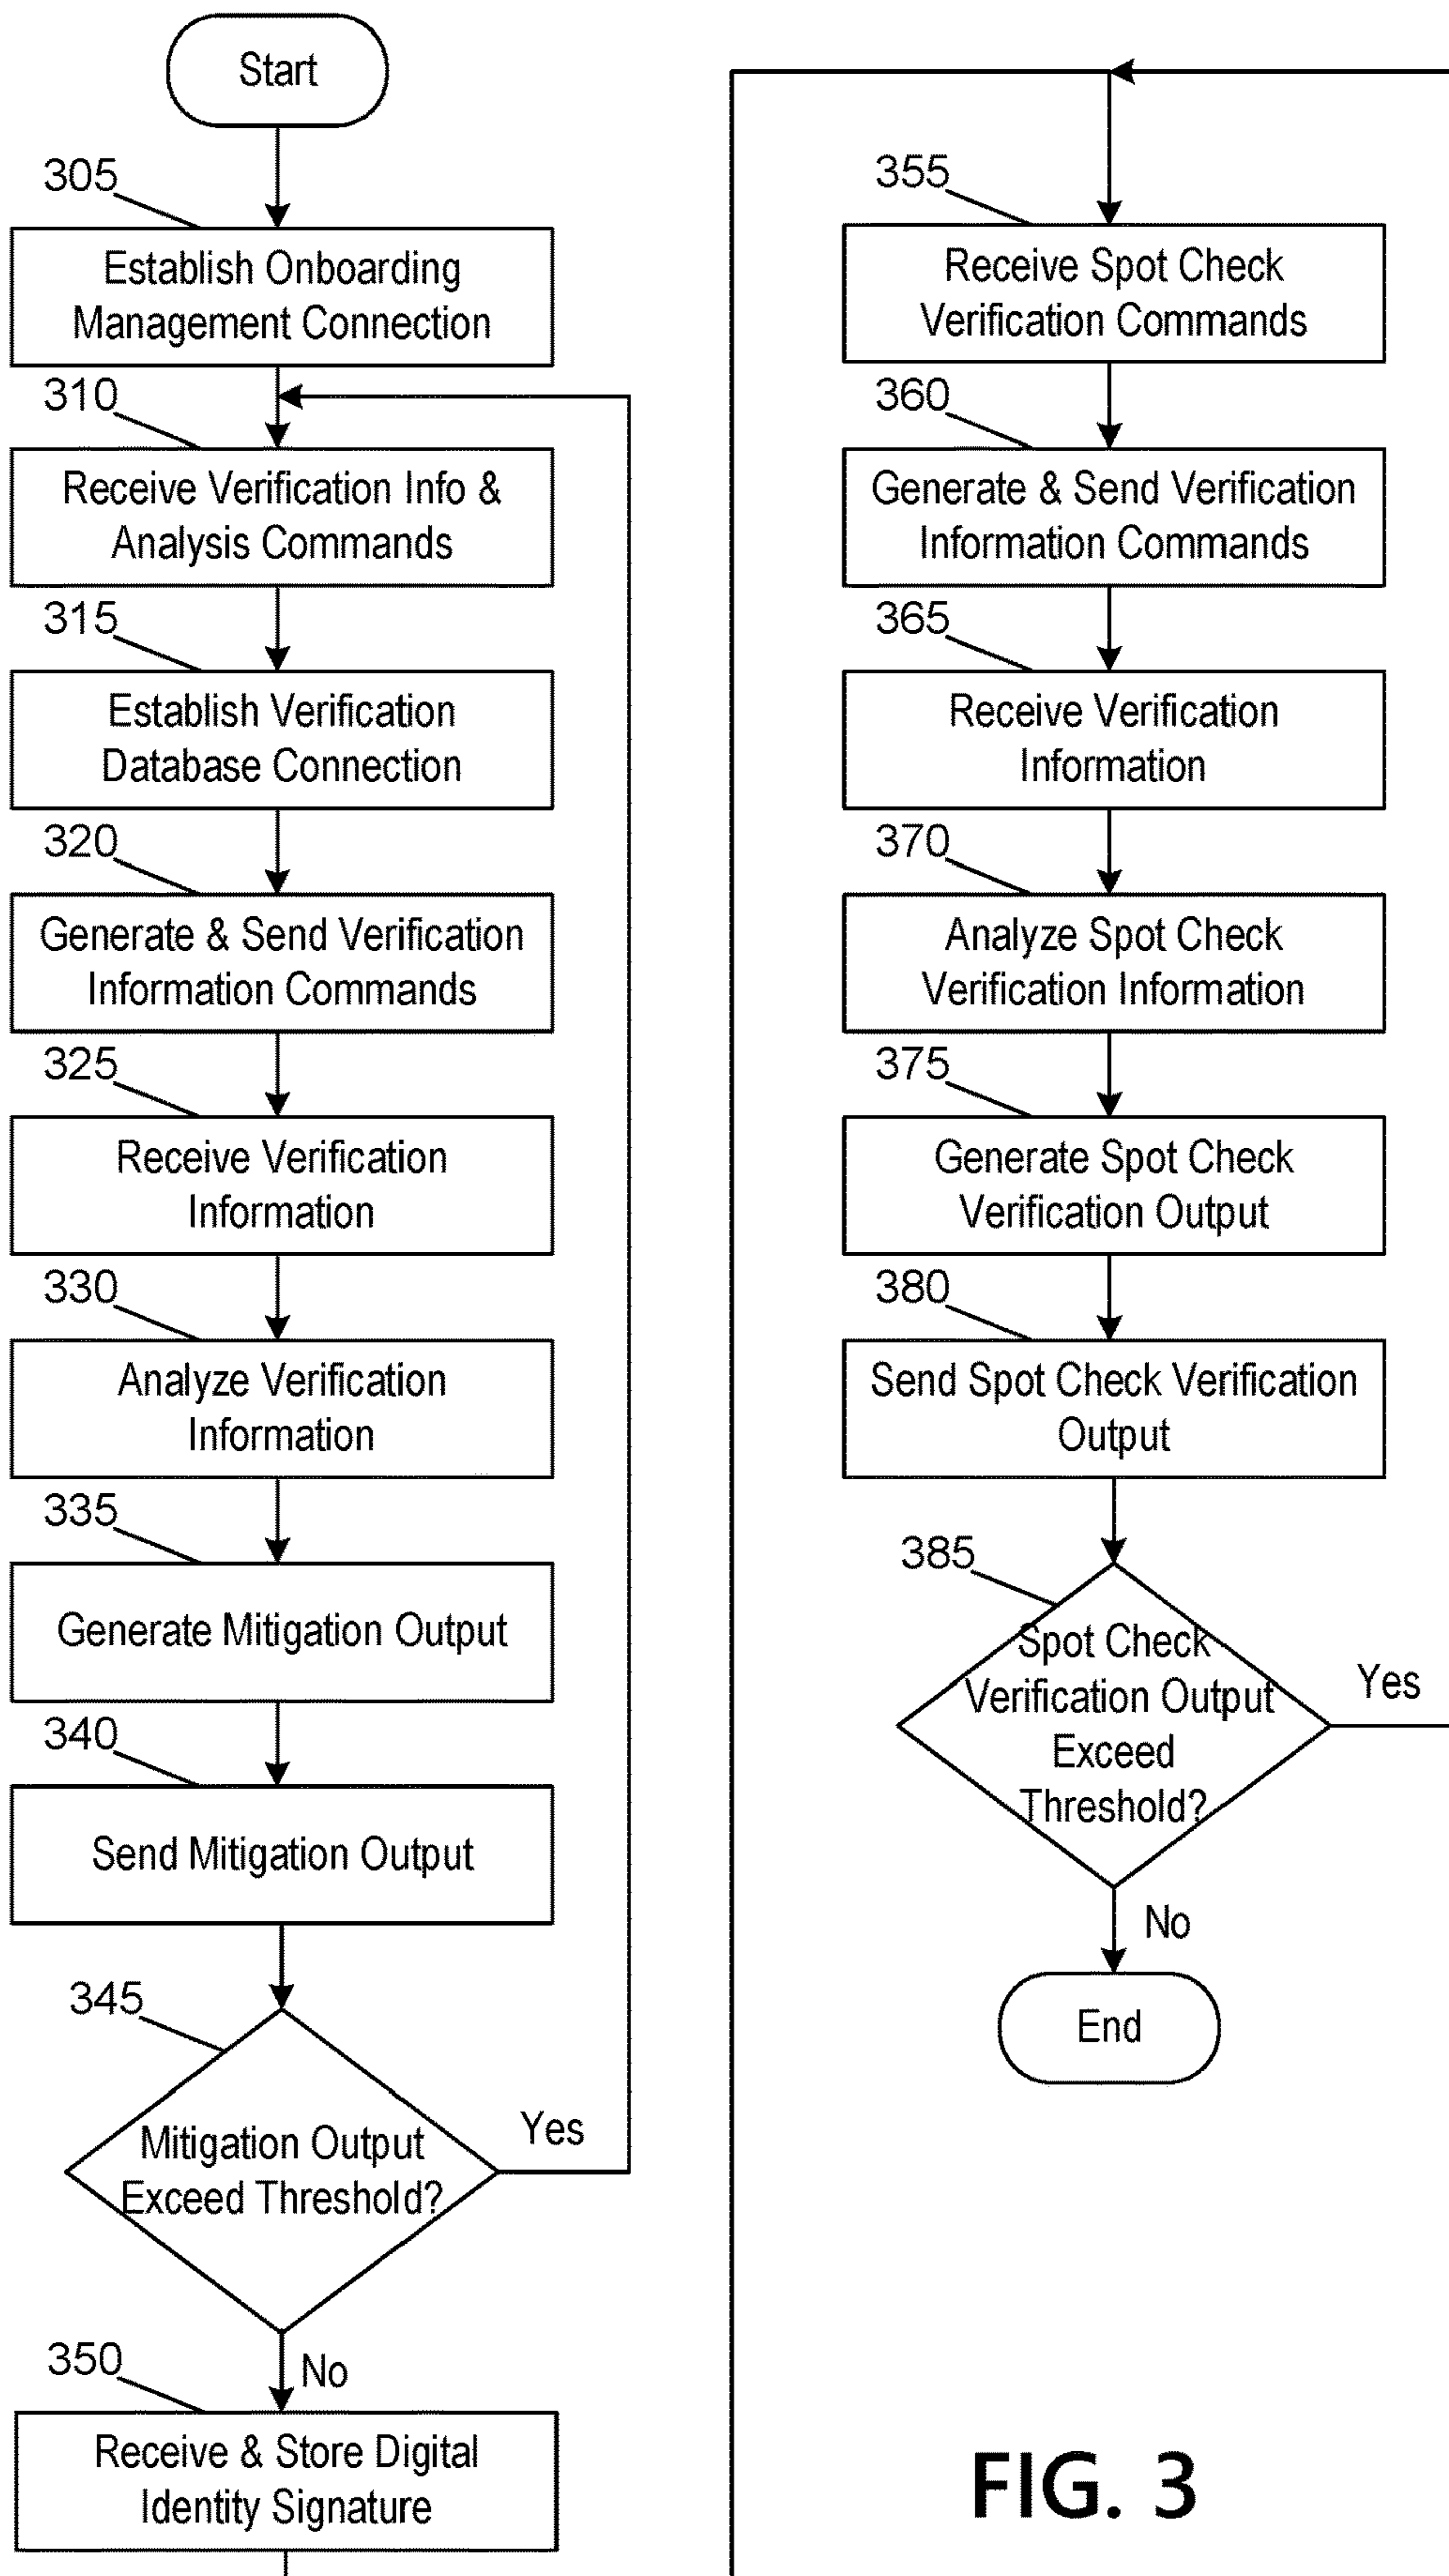 Start
305
Establish Onboarding
Management Connection
310
Receive Verification Info &
Analysis Commands
315
Establish Verification
Database Connection
320
Generate & Send Verification
Information Commands
325
Receive Verification
Information
330
Analyze Verification
Information
335
Generate Mitigation Output
340
Send Mitigation Output
345
Mitigation Output
Exceed Threshold?
Yes
No
350
Receive & Store Digital
Identity Signature
355
Receive Spot Check
Verification Commands
360
Generate & Send Verification
Information Commands
365
Receive Verification
Information
370
Analyze Spot Check
Verification Information
375
Generate Spot Check
Verification Output
380
Send Spot Check Verification
Output
385
Spot Check
Verification Output
Exceed
Threshold?
Yes
No
End
FIG. 3